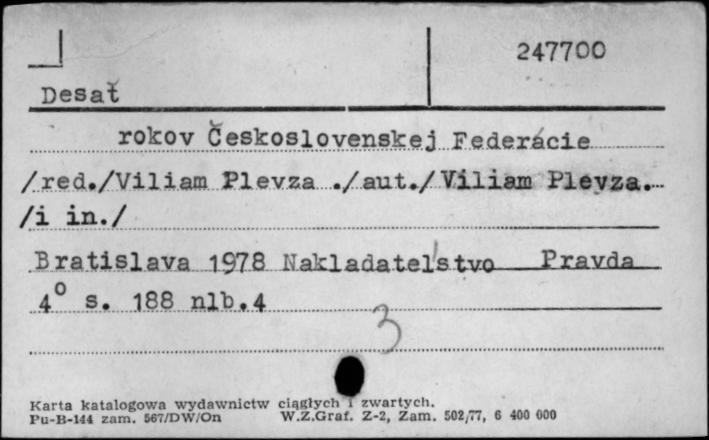 247700
Desať
rokov Československej Federácie
/red./Viliam Plevza ./aut./Viliam Plevza.
/i in./
Bratislava 1978 Nakladateľstvo Pravda
4° s. 188 nlb.4
3
Karta katalogowa wydawnictw ciągłych i zwartych.
Pu-B-144 zam. 567/DW/On W.Z.Graf. Z-2, Zam. 502/77, 6 400 000